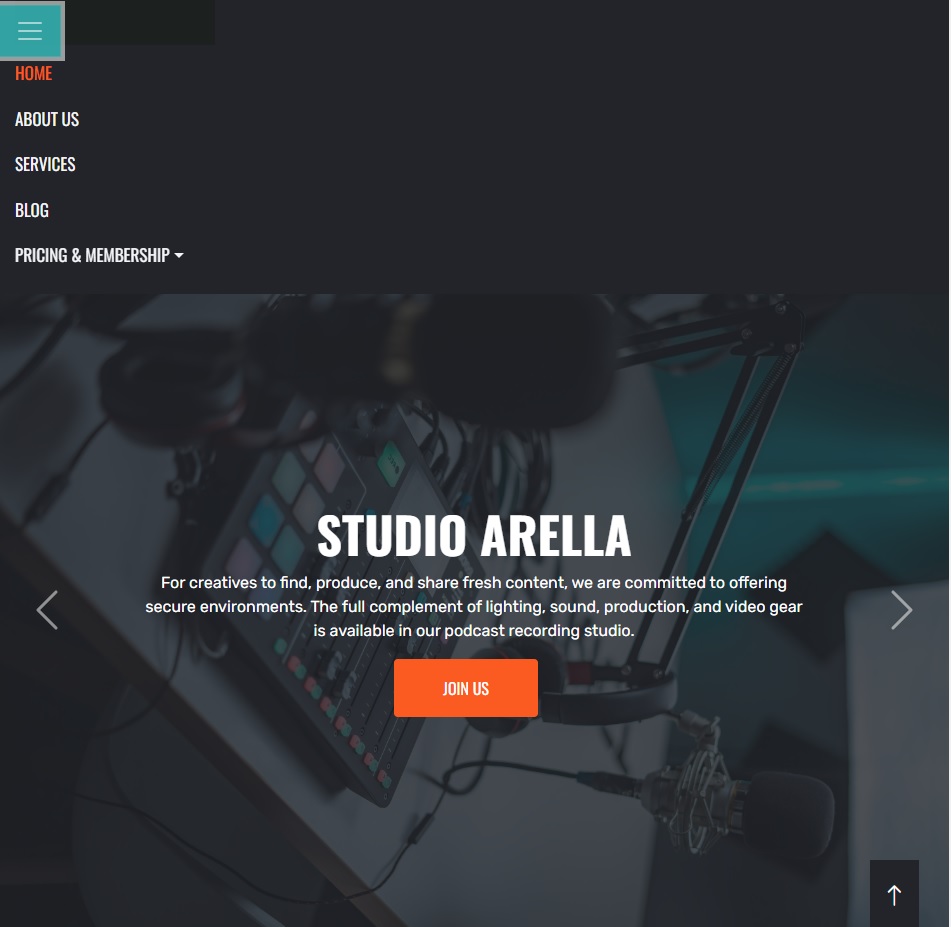 HOME
ABOUT US
SERVICES
BLOG
PRICING & MEMBERSHIP
STUDIO ARELLA
For creatives to find, produce, and share fresh content, we are committed to offering
secure environments. The full complement of lighting, sound, production, and video gear
is available in our podcast recording studio.
JOIN US